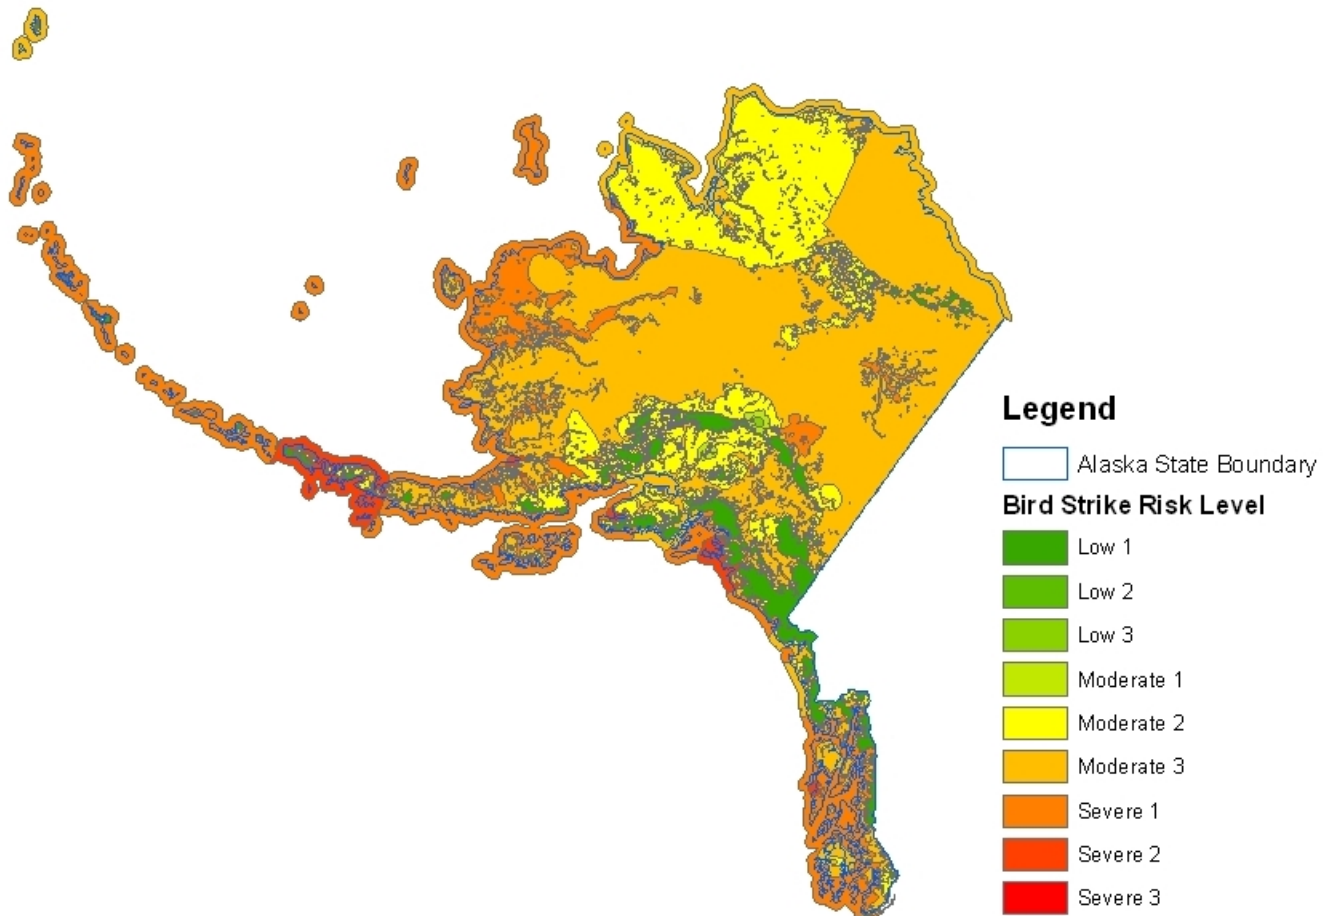 Legend
Alaska State Boundary
Bird Strike Risk Level
Low 1
Low 2
Low 3
Moderate 1
Moderate 2
Moderate 3
Severe 1
Severe 2
Severe 3